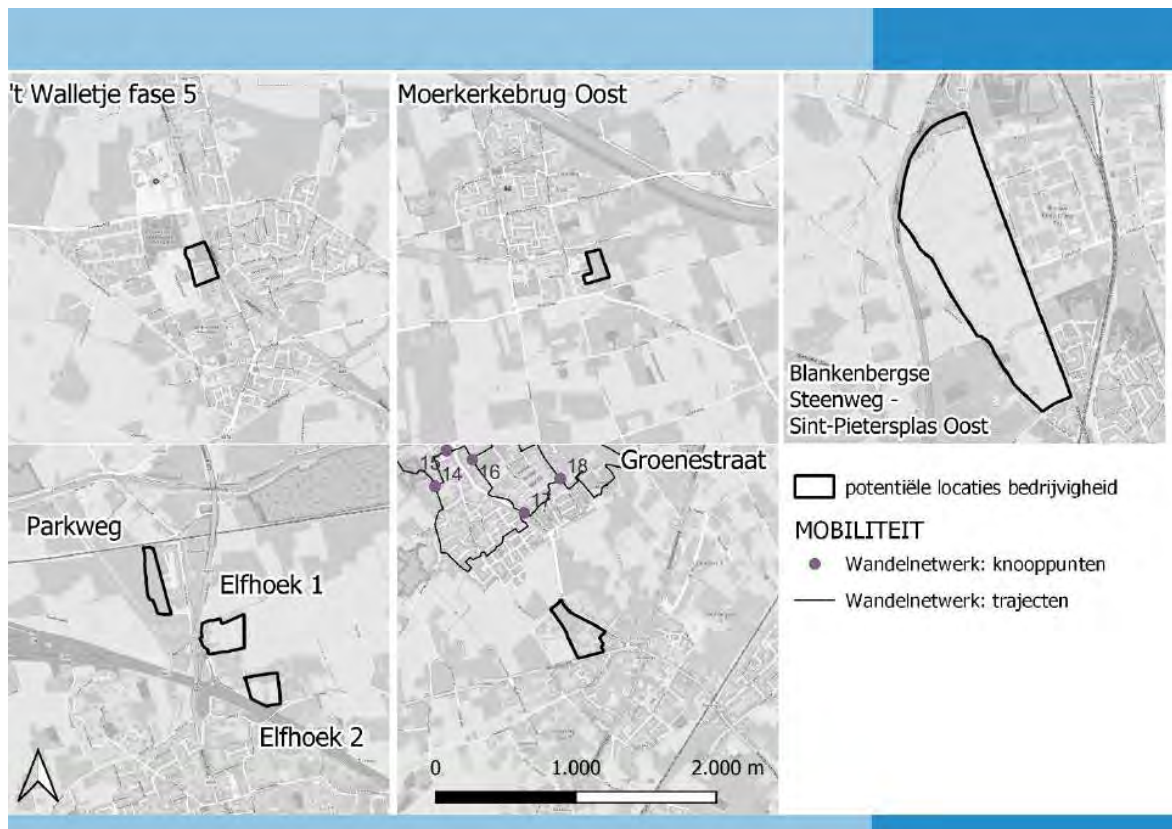 't Walletje fase 5
Moerkerkebrug Oost
Blankenbergse
Steenweg -
Sint-Pietersplas Oost
Parkweg
Elfhoek 1
Elfhoek 2
15
14
16
18
17
Groenestraat
0 1.000 2.000 m
potentiële locaties bedrijvigheid
MOBILITEIT
Wandelnetwerk: knooppunten
Wandelnetwerk: trajecten